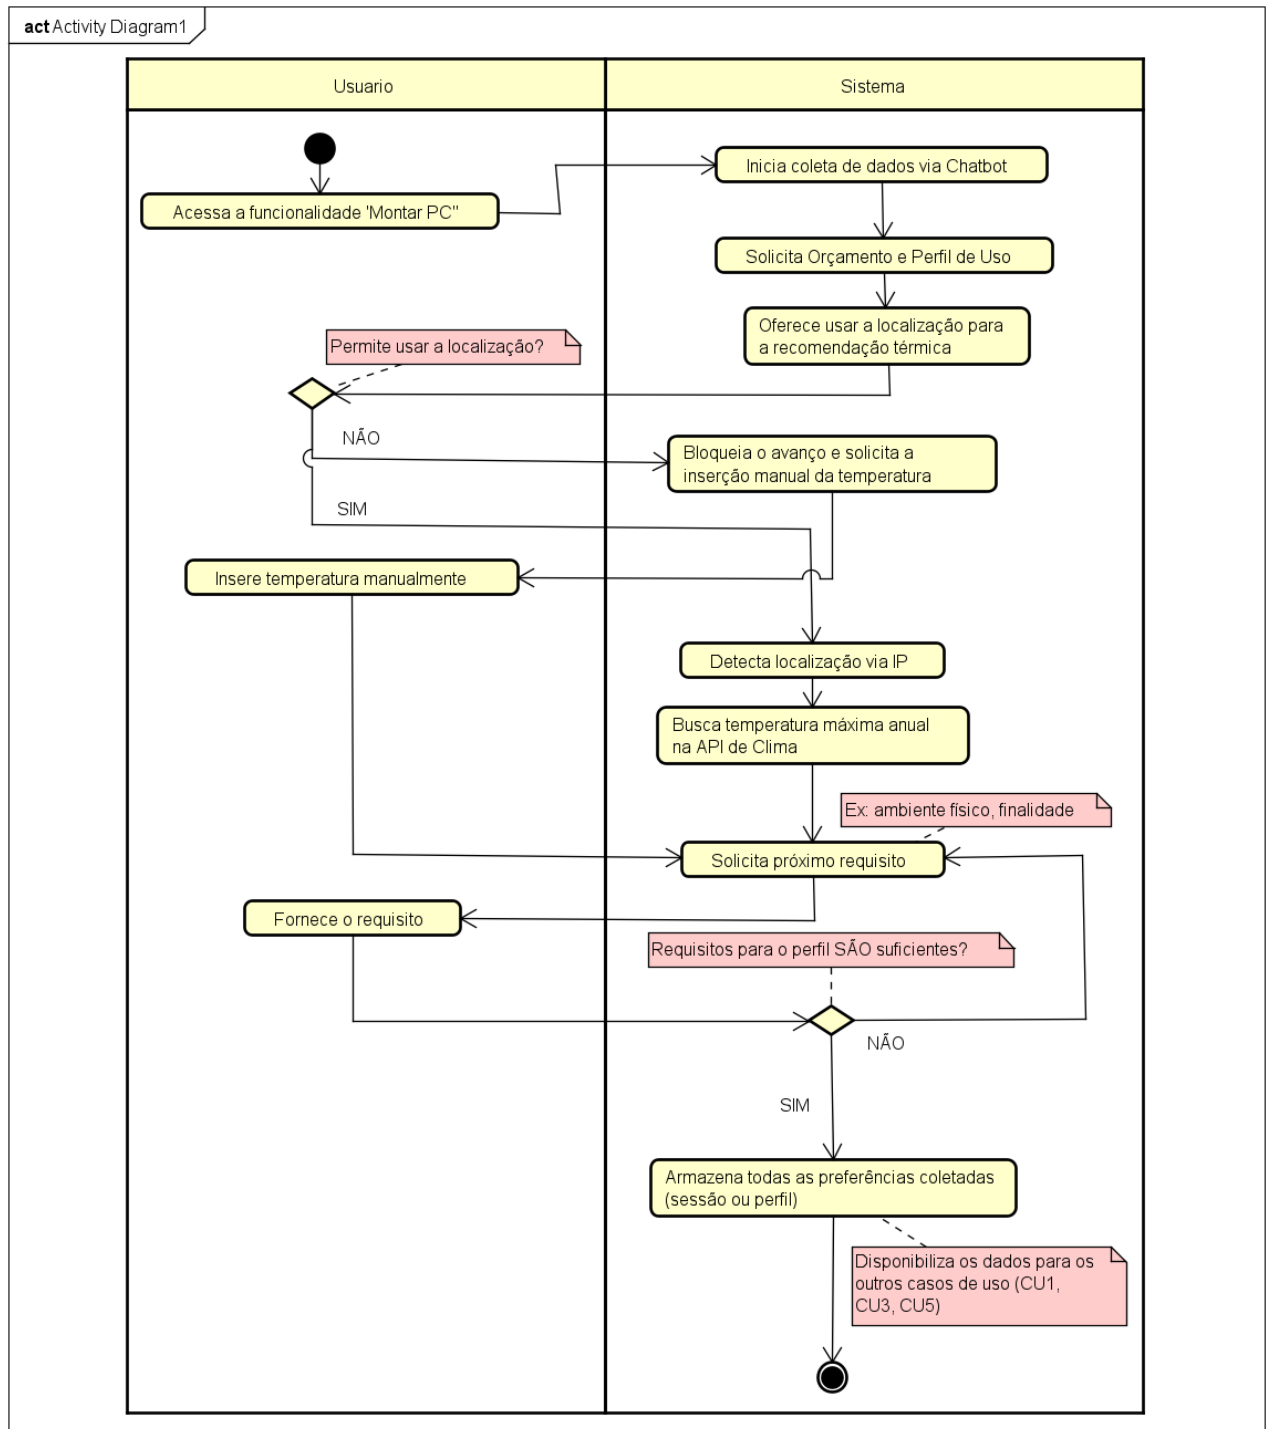 act Activity Diagram1
Usuario
Sistema
Inicia coleta de dados via Chatbot
Acessa a funcionalidade 'Montar PC"
Solicita Orçamento e Perfil de Uso
Oferece usar a localização para
a recomendação térmica
Permite usar a localização?
NÃO
Bloqueia o avanço e solicita a
inserção manual da temperatura
SIM
Insere temperatura manualmente
Detecta localização via IP
Busca temperatura máxima anual
na API de Clima
Ex: ambiente físico, finalidade
Solicita próximo requisito
Fornece o requisito
Requisitos para o perfil SÃO suficientes?
NÃO
SIM
Armazena todas as preferências coletadas
(sessão ou perfil)
Disponibiliza os dados para os
outros casos de uso (CU1,
CU3, CU5)